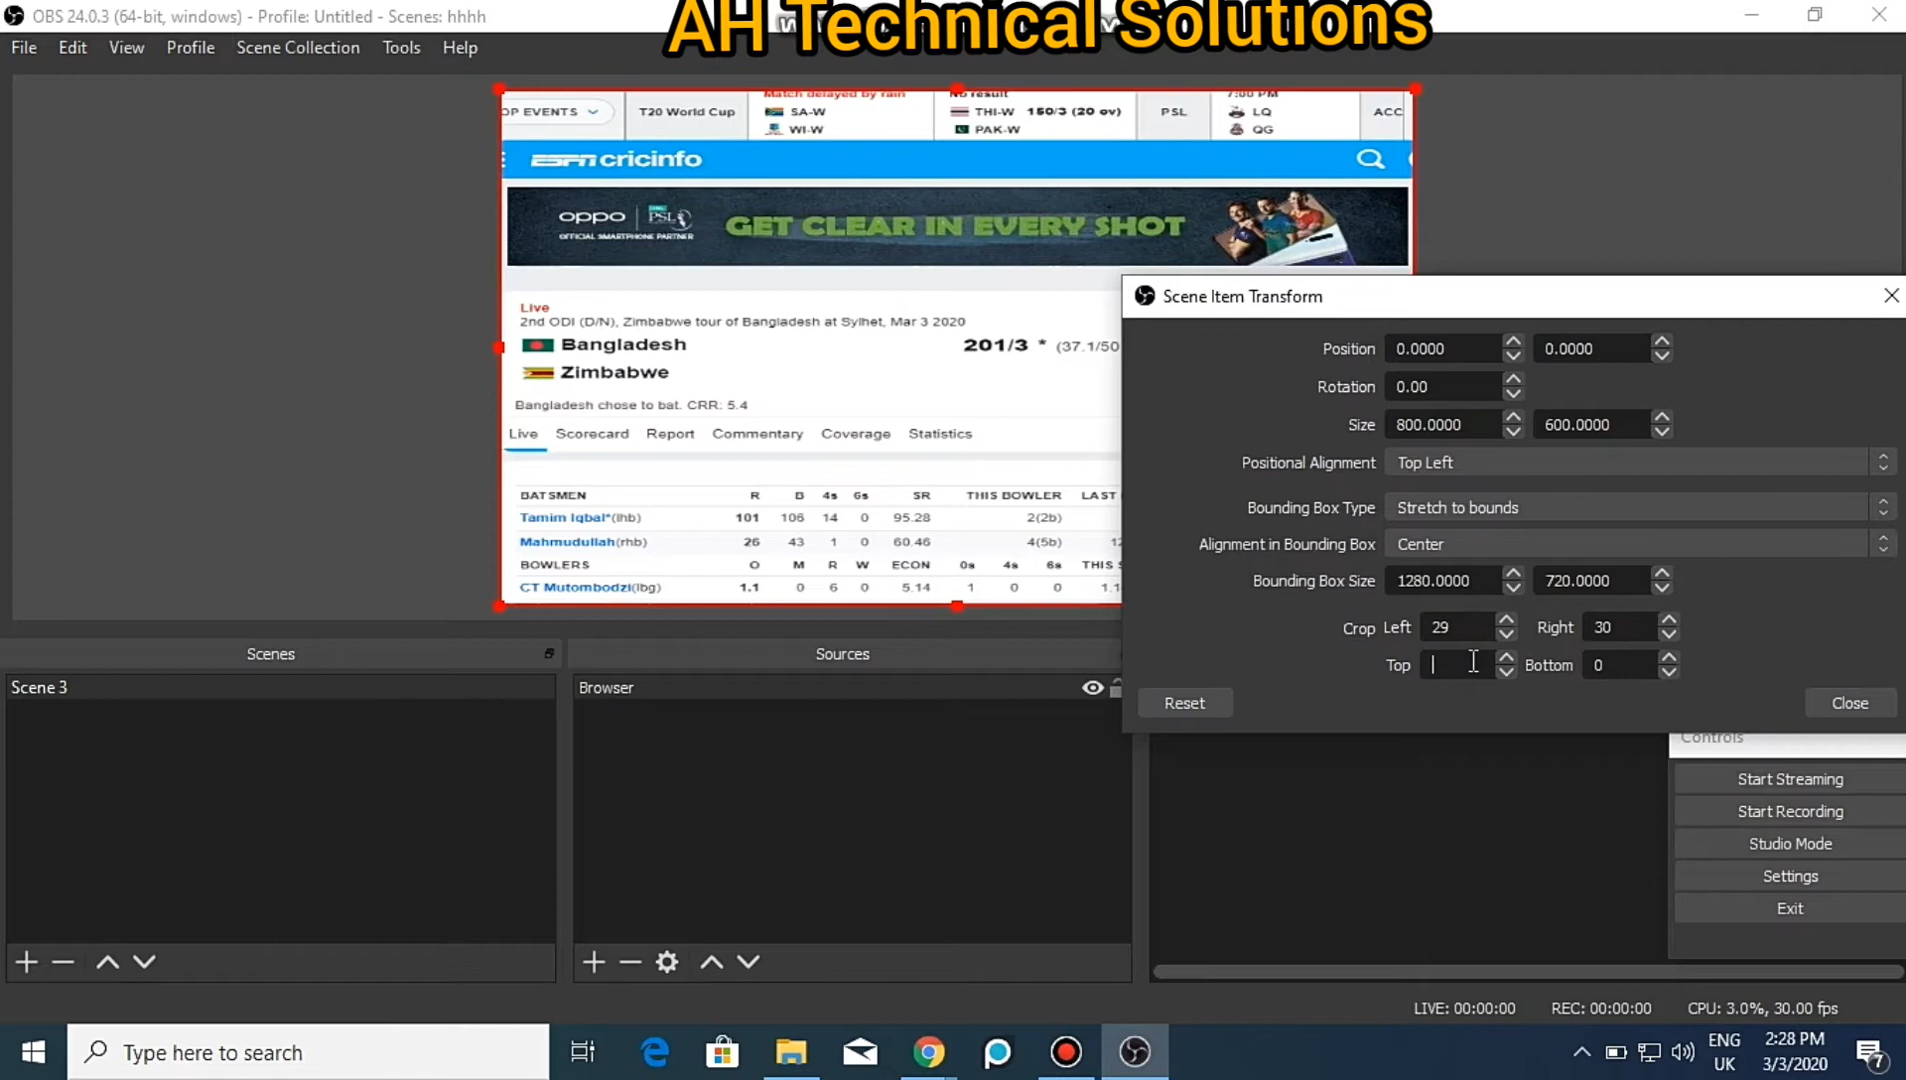 OBS 24.0.3 (64-bit, windows) - Profile: Untitled - Scenes: hhhh
AH Technical Solutions
File Edit View Profile Scene Collection Tools Help
Match delayed by rain No result 7:00 PM
OP EVENTS T20 World Cup SA-W THI-W 150/3 (20 ov) PSL LQ ACC
WI-W PAK-W QG
ESPN cricinfo
oppo PSL GET CLEAR IN EVERY SHOT
OFFICIAL SMARTPHONE PARTNER
Live
2nd ODI (D/N), Zimbabwe tour of Bangladesh at Sylhet, Mar 3 2020
Bangladesh 201/3 * (37.1/50
Zimbabwe
Bangladesh chose to bat. CRR: 5.4
Live Scorecard Report Commentary Coverage Statistics
BATSMEN R B 4s 6s SR THIS BOWLER LAST
Tamim Iqbal*(lhb) 101 106 14 0 95.28 2(2b)
Mahmudullah(rhb) 26 43 1 0 60.46 4(5b) 12
BOWLERS O M R W ECON 0s 4s 6s THIS S
CT Mutombodzi(lbg) 1.1 0 6 0 5.14 1 0 0 1.1
Scene Item Transform
Position 0.0000 0.0000
Rotation 0.00
Size 800.0000 600.0000
Positional Alignment Top Left
Bounding Box Type Stretch to bounds
Alignment in Bounding Box Center
Bounding Box Size 1280.0000 720.0000
Crop Left 29 Right 30
Top Bottom 0
Reset Close
Scenes Sources
Scene 3 Browser
Controls
Start Streaming
Start Recording
Studio Mode
Settings
Exit
LIVE: 00:00:00 REC: 00:00:00 CPU: 3.0%, 30.00 fps
Type here to search
ENG 2:28 PM
UK 3/3/2020 7